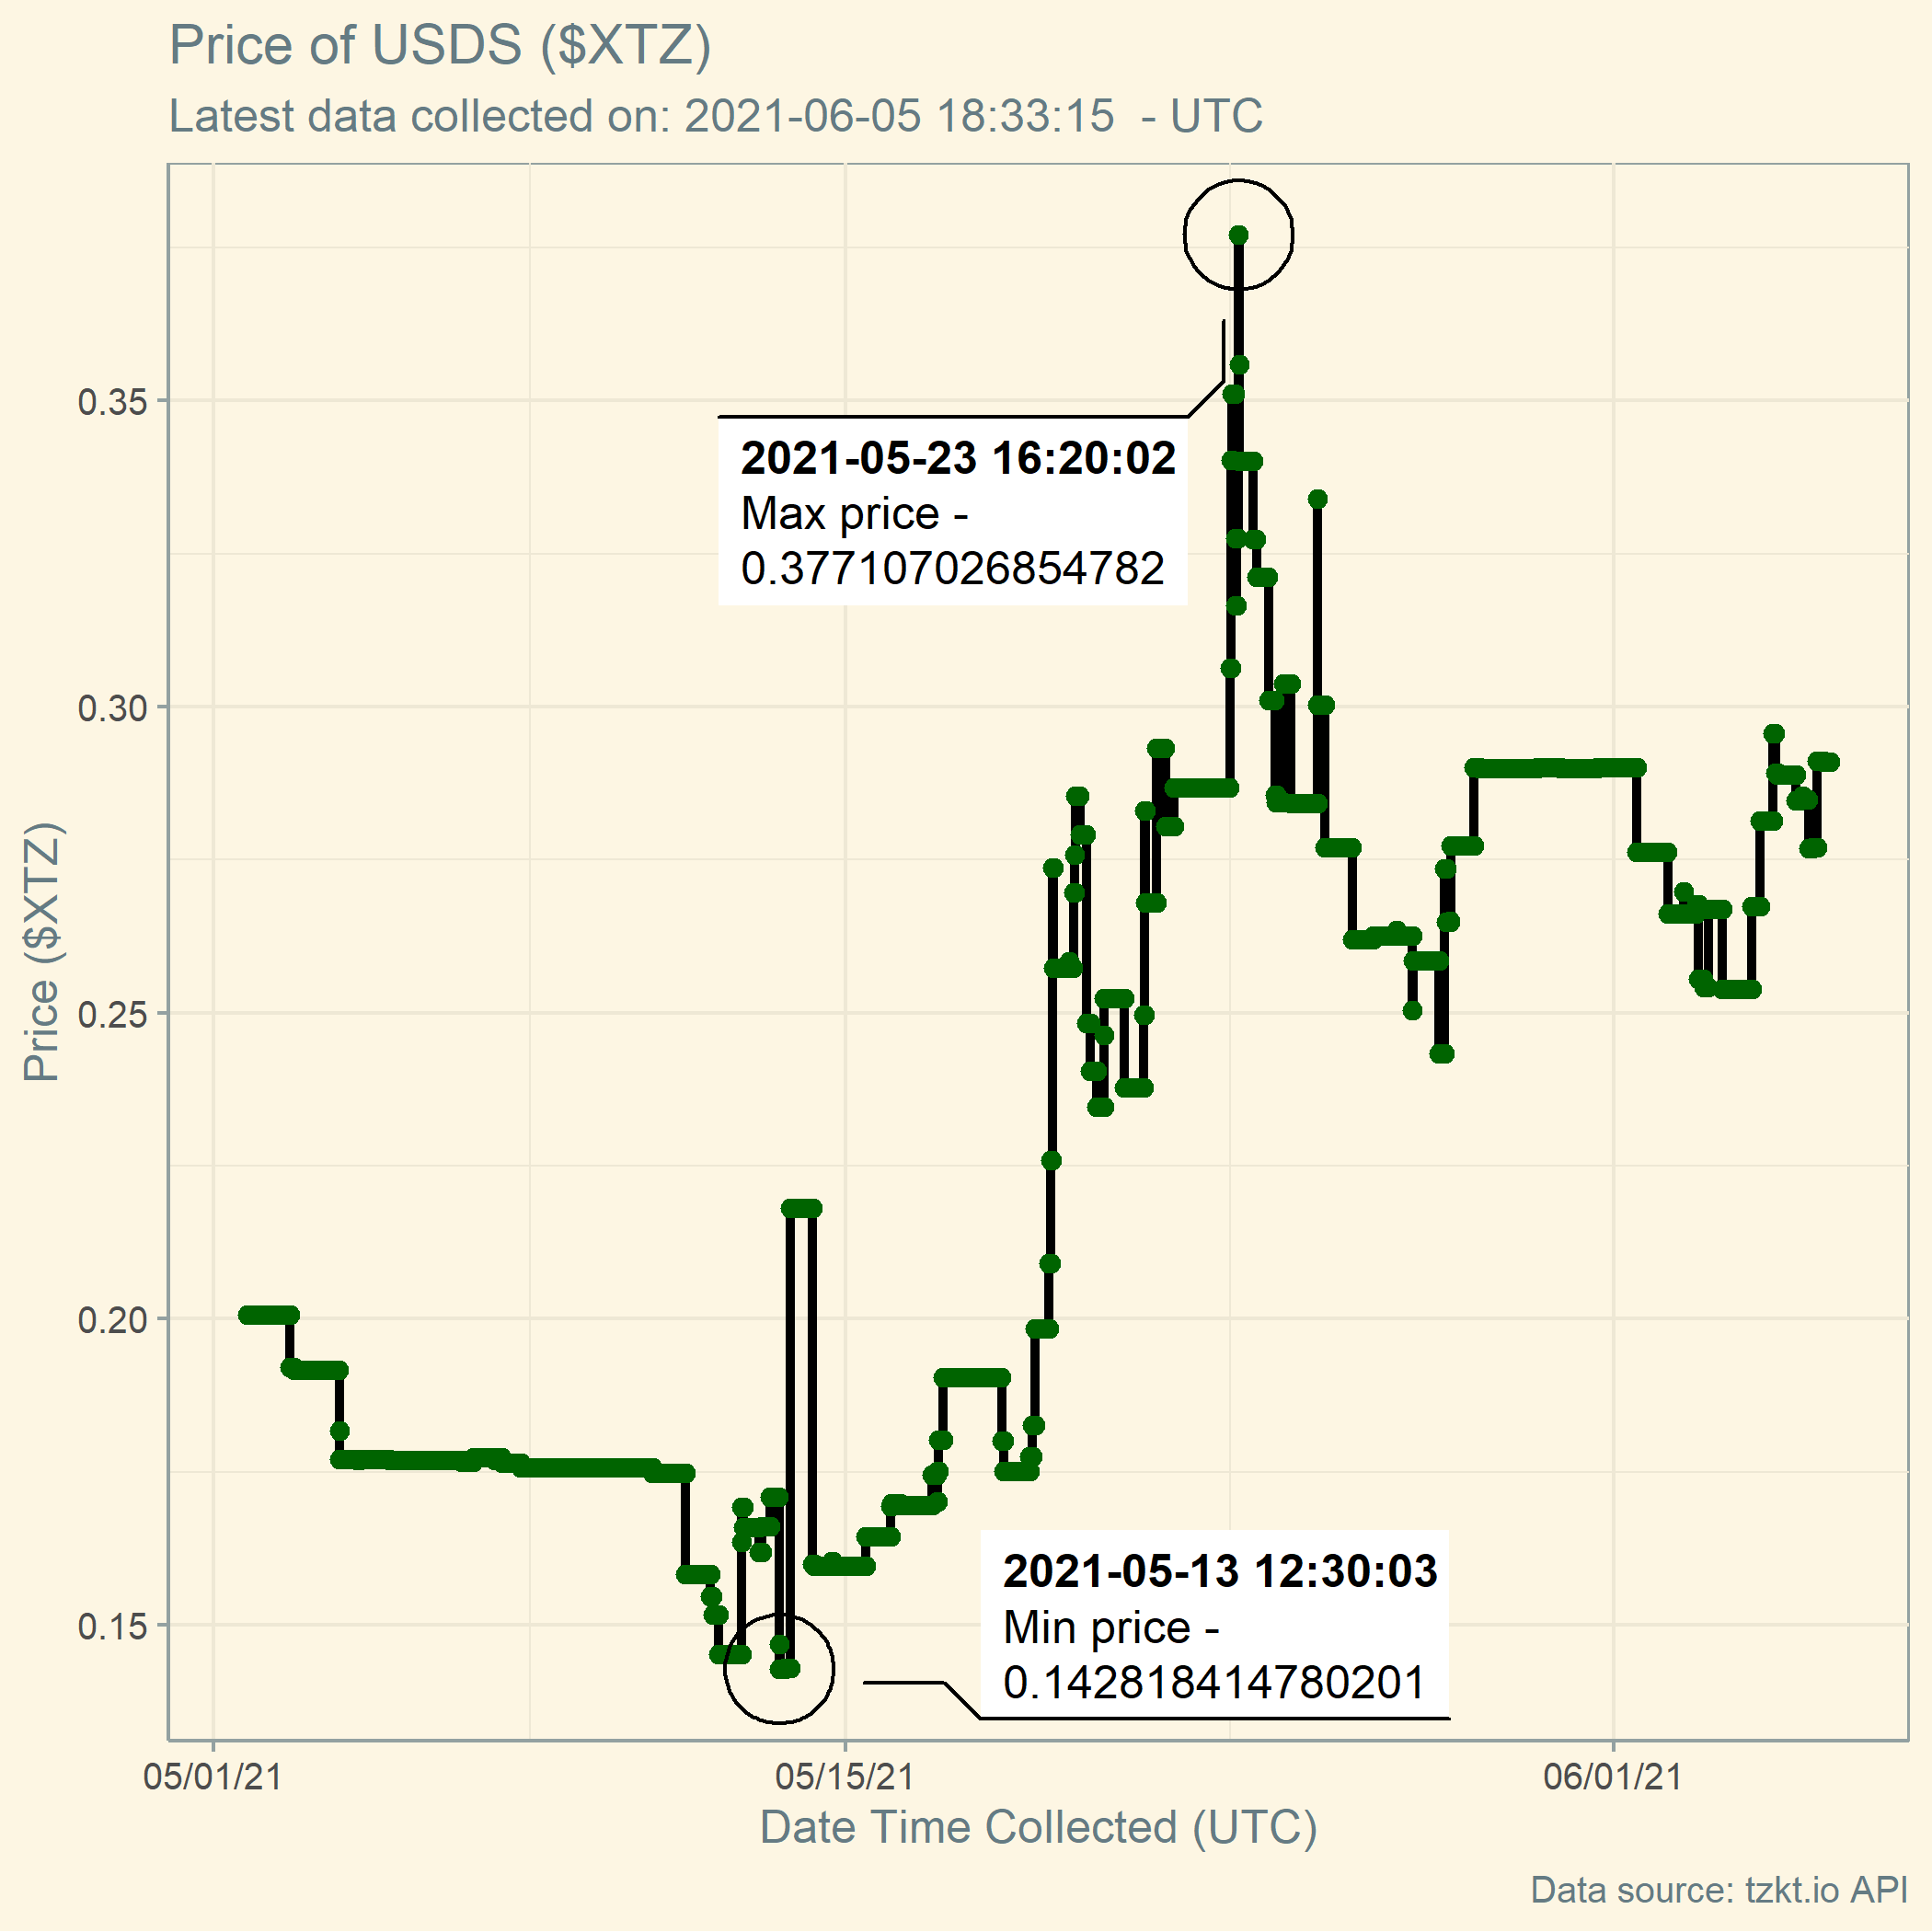 Price of USDS ($XTZ)
Latest data collected on: 2021-06-05 18:33:15 - UTC
2021-05-23 16:20:02
Max price -
0.377107026854782
0.35
0.30
0.25
0.20
0.15
Price ($XTZ)
2021-05-13 12:30:03
Min price -
0.142818414780201
05/01/21
05/15/21
06/01/21
Date Time Collected (UTC)
Data source: tzkt.io API